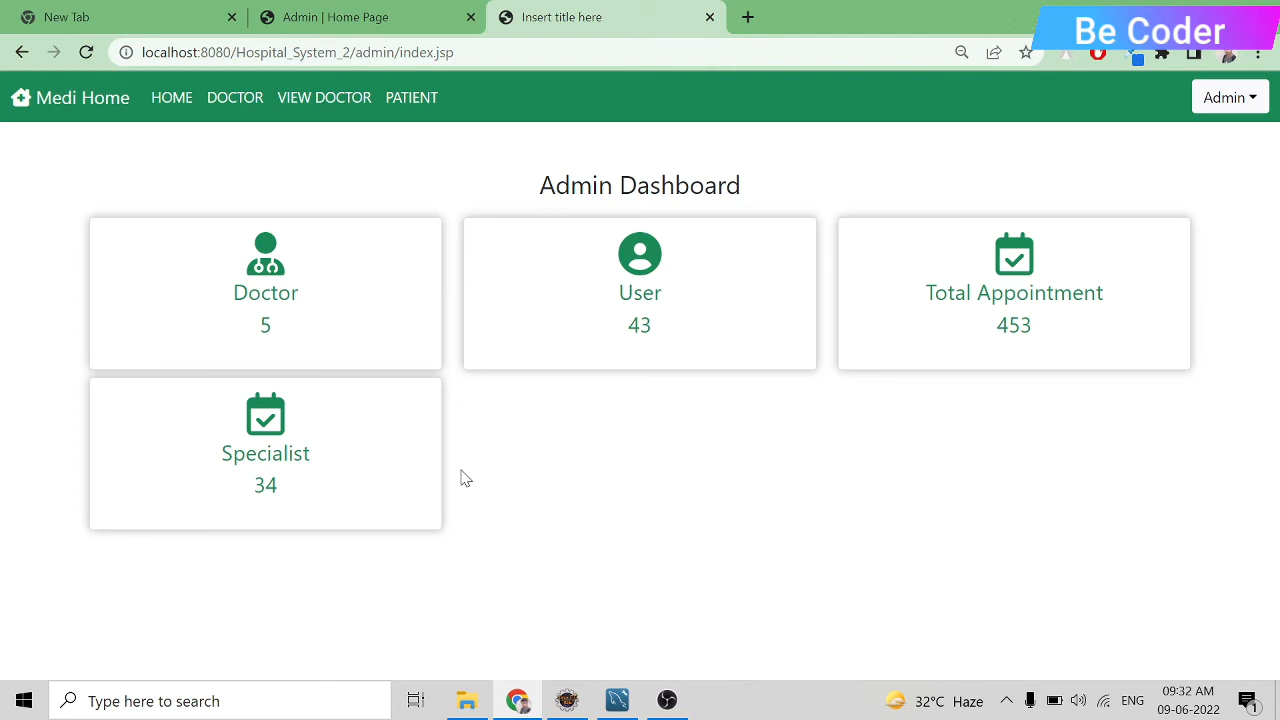 New Tab
Admin | Home Page
Insert title here
Be Coder
localhost:8080/Hospital_System_2/admin/index.jsp
Medi Home HOME DOCTOR VIEW DOCTOR PATIENT Admin
Admin Dashboard
Doctor
5
User
43
Total Appointment
453
Specialist
34
Type here to search
32°C Haze
ENG
09:32 AM
09-06-2022
1